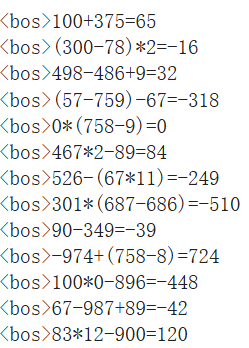 <bos>100+375=65
<bos>(300-78)*2=-16
<bos>498-486+9=32
<bos>(57-759)-67=-318
<bos>0*(758-9)=0
<bos>467*2-89=84
<bos>526-(67*11)=-249
<bos>301*(687-686)=-510
<bos>90-349=-39
<bos>-974+(758-8)=724
<bos>100*0-896=-448
<bos>67-987+89=-42
<bos>83*12-900=120